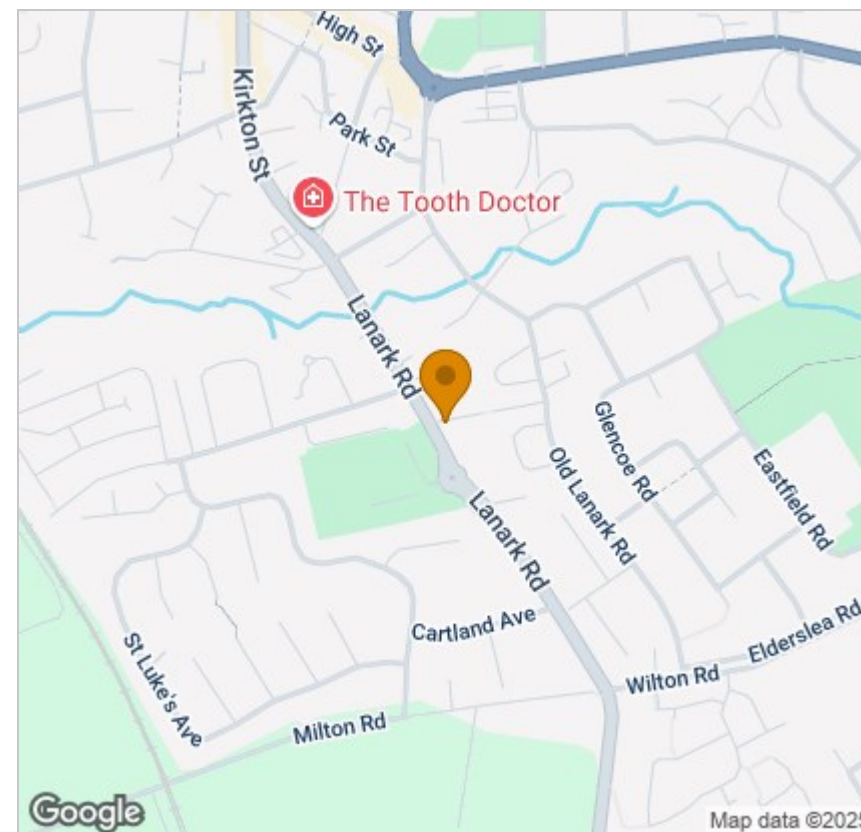 High St
Kirkton St
Park St
The Tooth Doctor
Lanark Rd
Glencoe Rd
Old Lanark Rd
Eastfield Rd
Lanark Rd
Cartland Ave
Elderslea Rd
St Luke's Ave
Wilton Rd
Milton Rd
Google
Map data ©2025